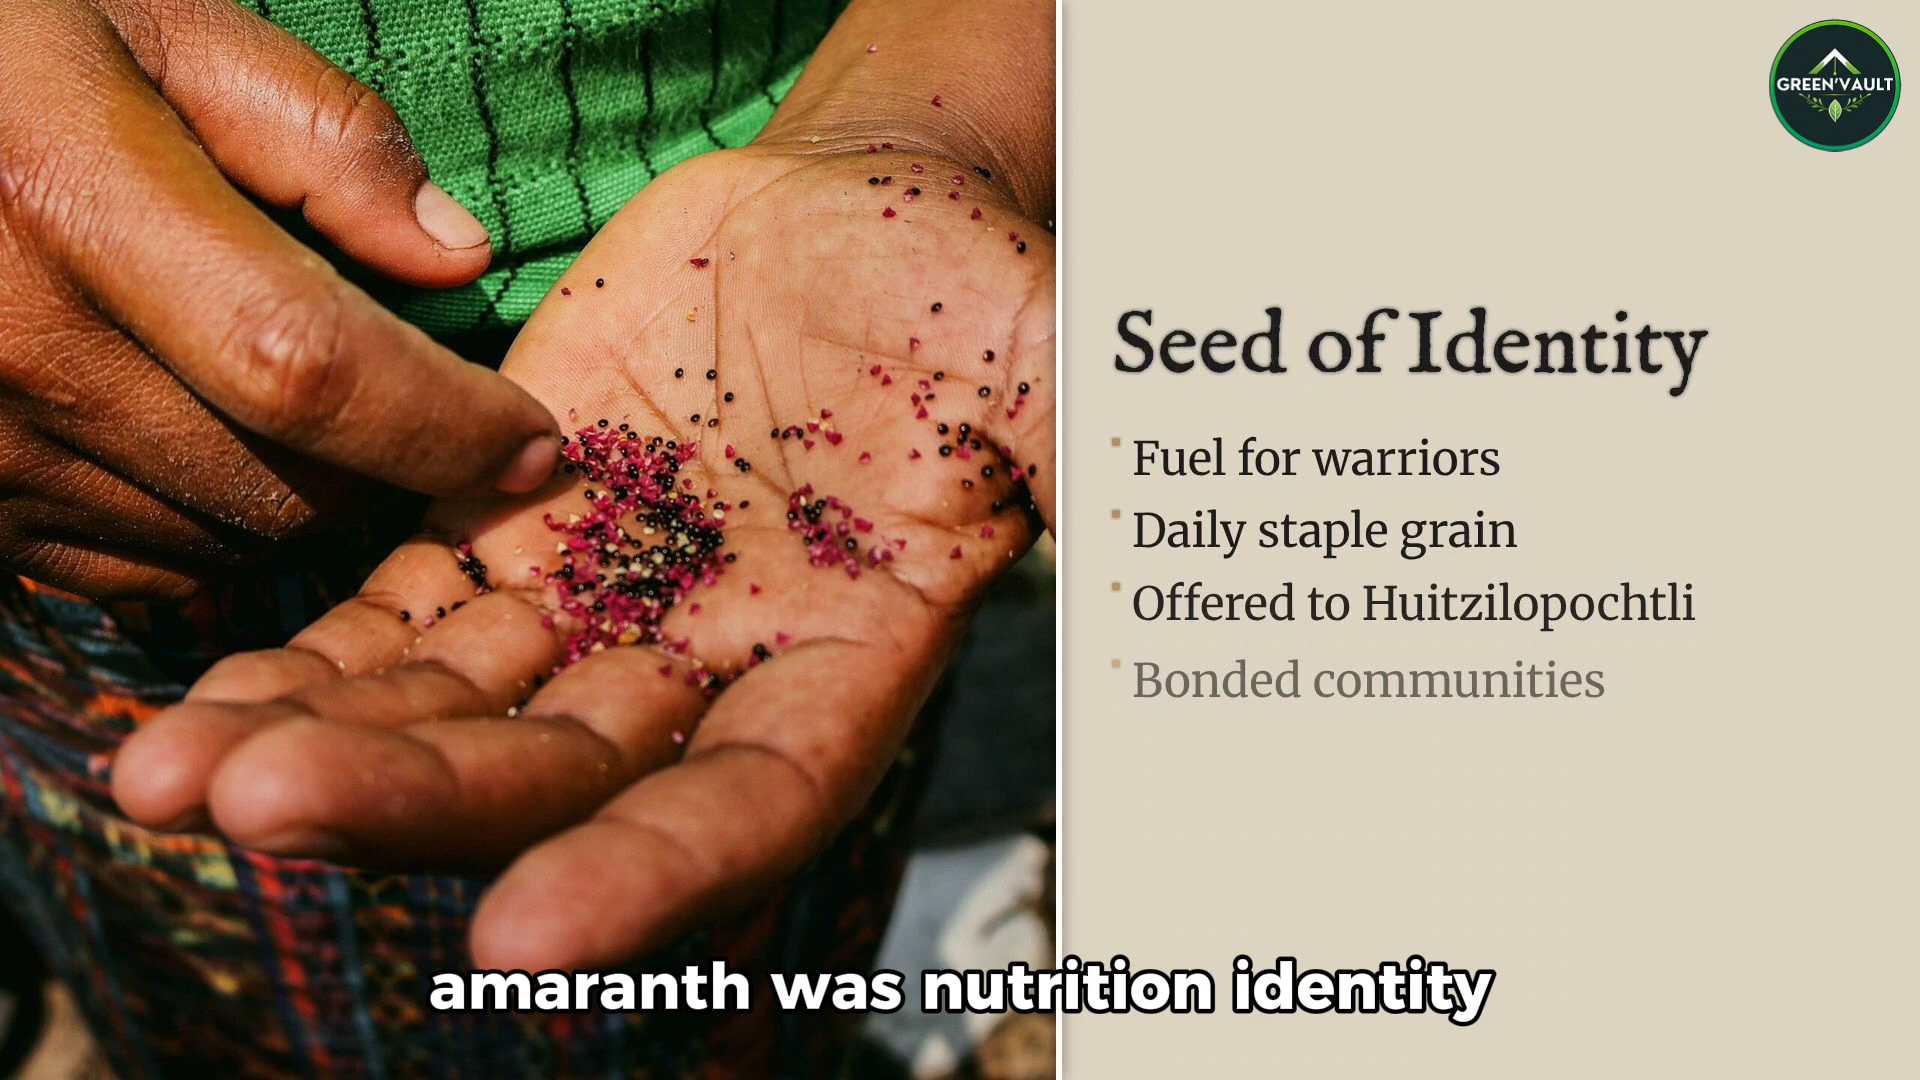 GREEN'VAULT
Seed of Identity
Fuel for warriors
Daily staple grain
Offered to Huitzilopochtli
Bonded communities
amaranth was nutrition identity